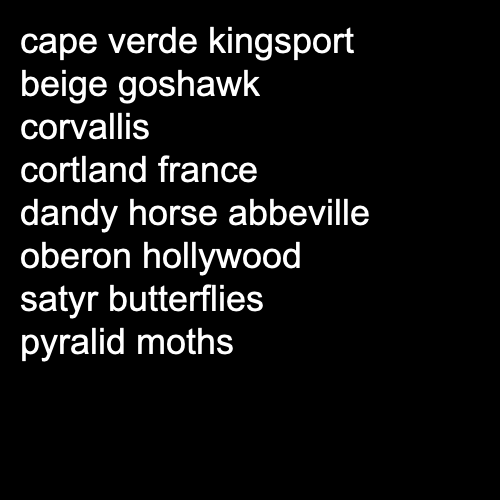 cape verde kingsport
beige goshawk
corvallis
cortland france
dandy horse abbeville
oberon hollywood
satyr butterflies
pyralid moths